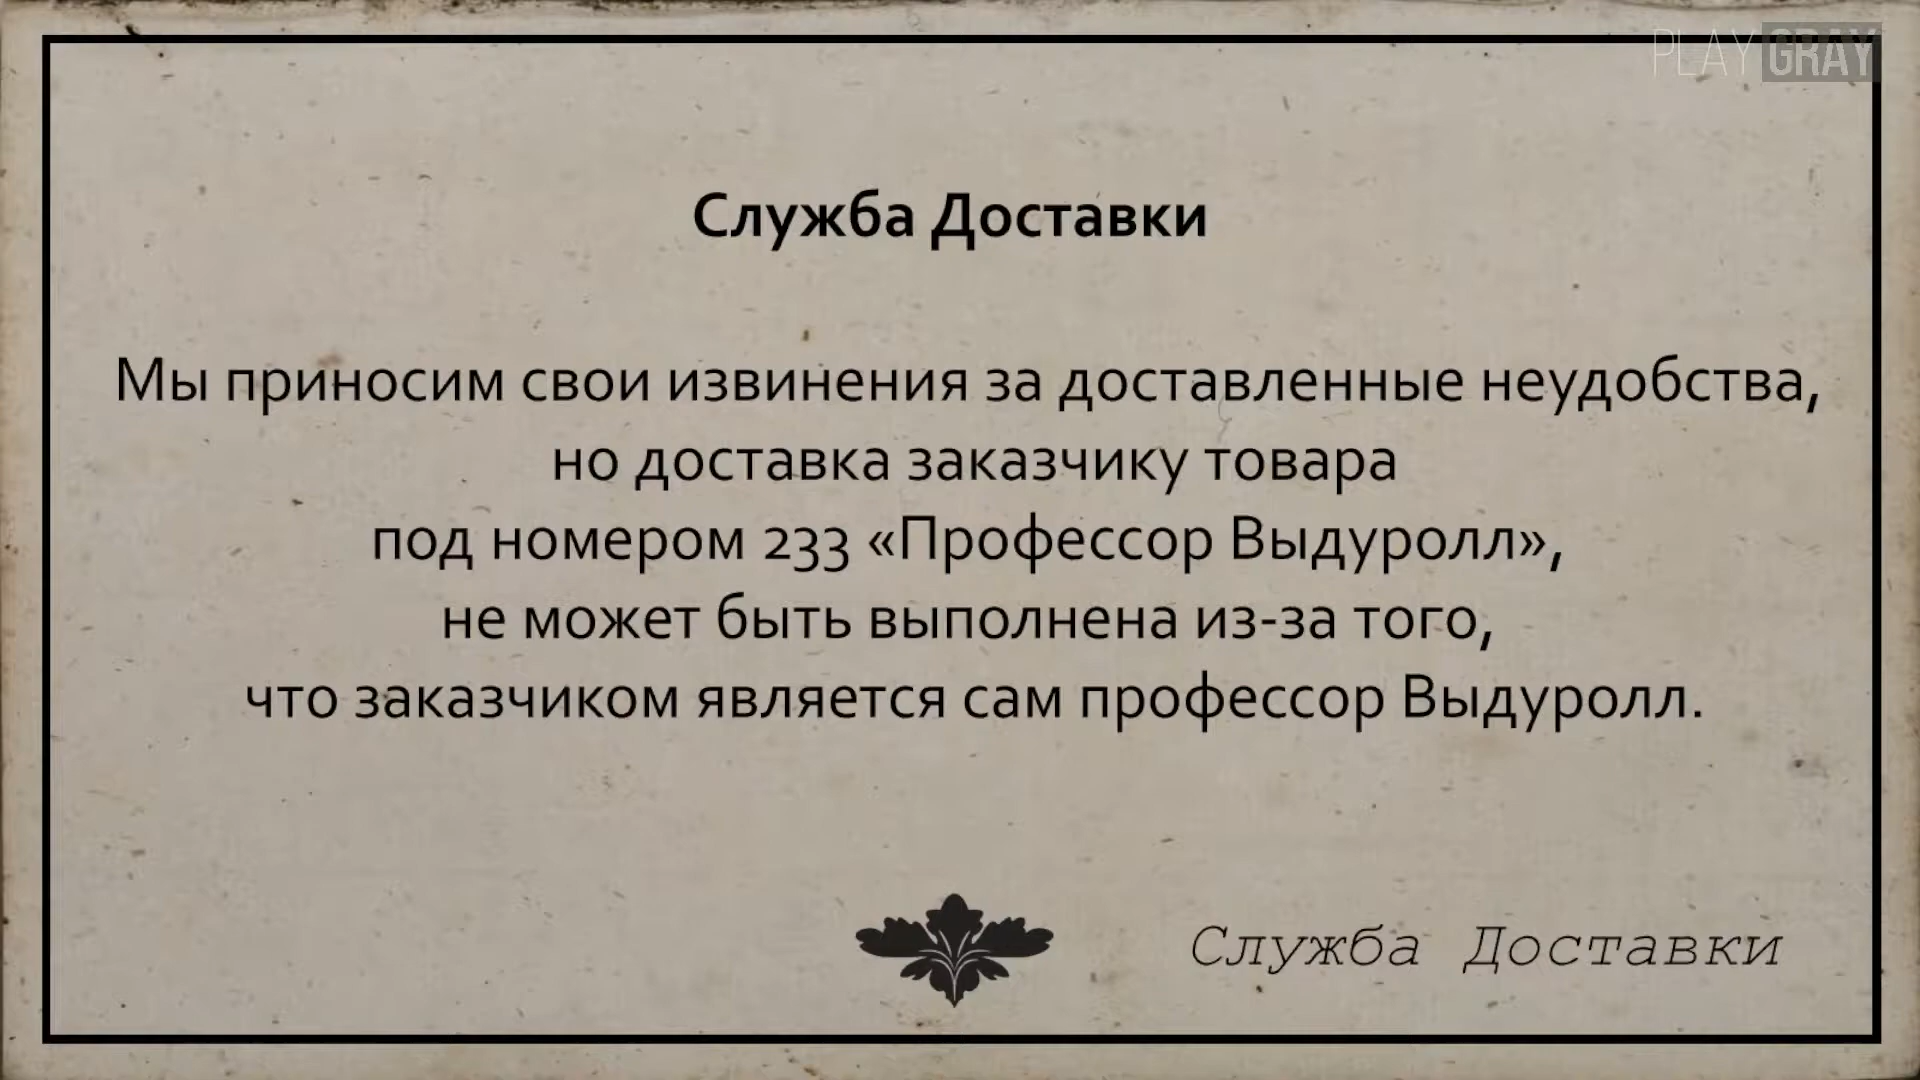 PLAY GRAY
Служба Доставки
Мы приносим свои извинения за доставленные неудобства,
но доставка заказчику товара
под номером 233 «Профессор Выдуролл»,
не может быть выполнена из-за того,
что заказчиком является сам профессор Выдуролл.
Служба Доставки